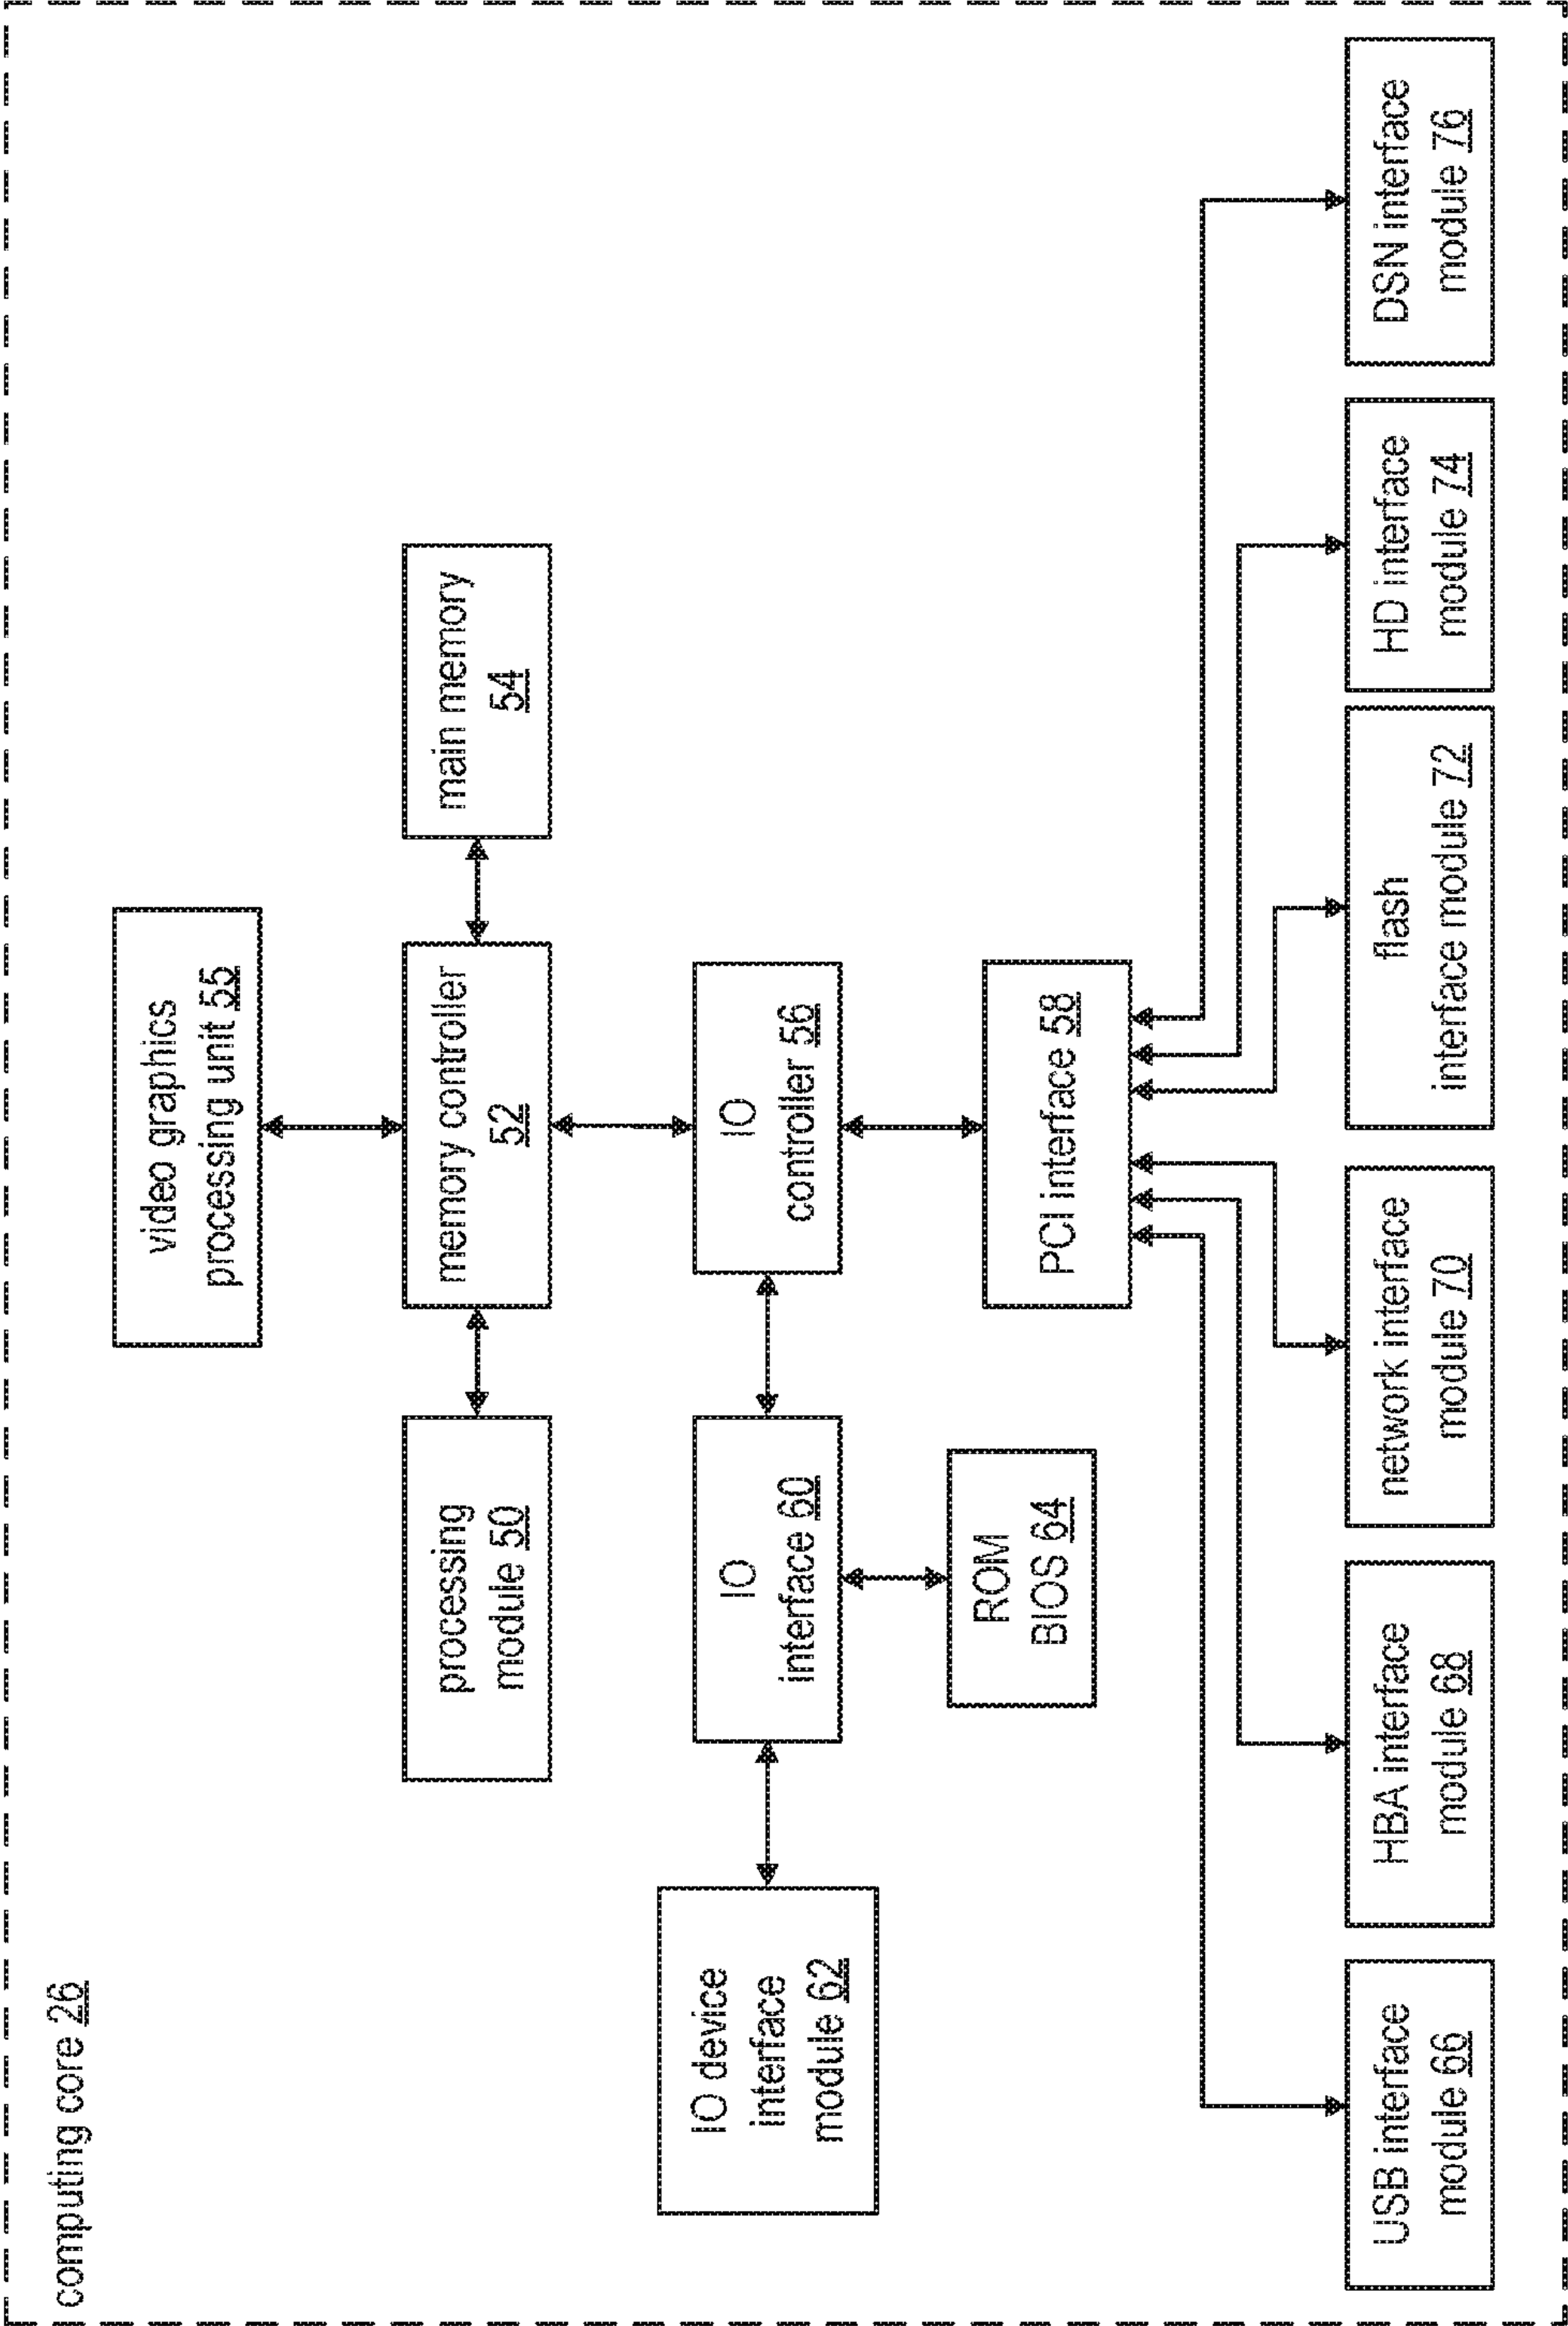 computing core 26
video graphics
processing unit 55
processing
module 50
memory controller
52
main memory
54
IO device
interface
module 62
IO
interface 60
IO
controller 56
ROM
BIOS 64
PCI interface 58
USB interface
module 66
HBA interface
module 68
network interface
module 70
flash
interface module 72
HD interface
module 74
DSN interface
module 76